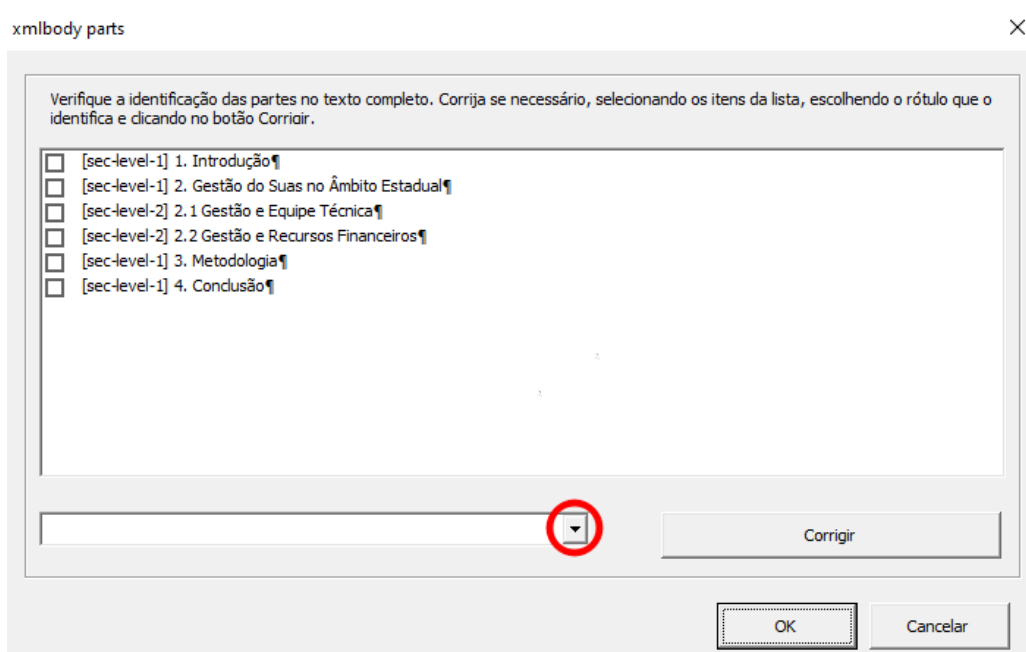 xmlbody parts
Verifique a identificação das partes no texto completo. Corrija se necessário, selecionando os itens da lista, escolhendo o rótulo que o
identifica e clicando no botão Corrigir.
[sec-level-1] 1. Introdução¶
[sec-level-1] 2. Gestão do Suas no Âmbito Estadual¶
[sec-level-2] 2.1 Gestão e Equipe Técnica¶
[sec-level-2] 2.2 Gestão e Recursos Financeiros¶
[sec-level-1] 3. Metodologia¶
[sec-level-1] 4. Conclusão¶
Corrigir
OK
Cancelar